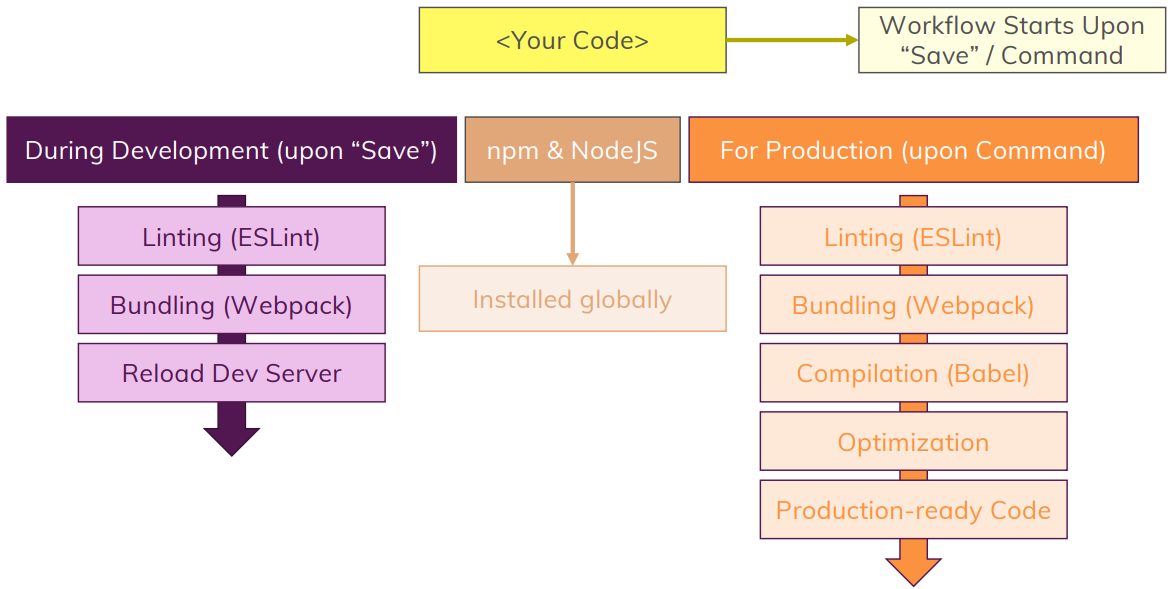 <Your Code>
Workflow Starts Upon
“Save” / Command
During Development (upon “Save”)
npm & NodeJS
For Production (upon Command)
Linting (ESLint)
Bundling (Webpack)
Reload Dev Server
Installed globally
Linting (ESLint)
Bundling (Webpack)
Compilation (Babel)
Optimization
Production-ready Code